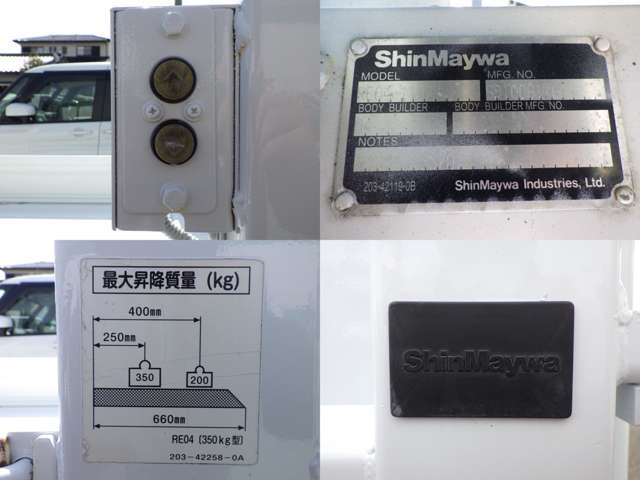 ShinMaywa
MODEL
MFG. NO.
BODY BUILDER
BODY BUILDER MFG. NO.
NOTES
203-42119-0B
ShinMaywa Industries, Ltd.
最大昇降質量 (kg)
400mm
250mm
350
200
660mm
RE04 (350kg型)
203-42258-0A
ShinMaywa